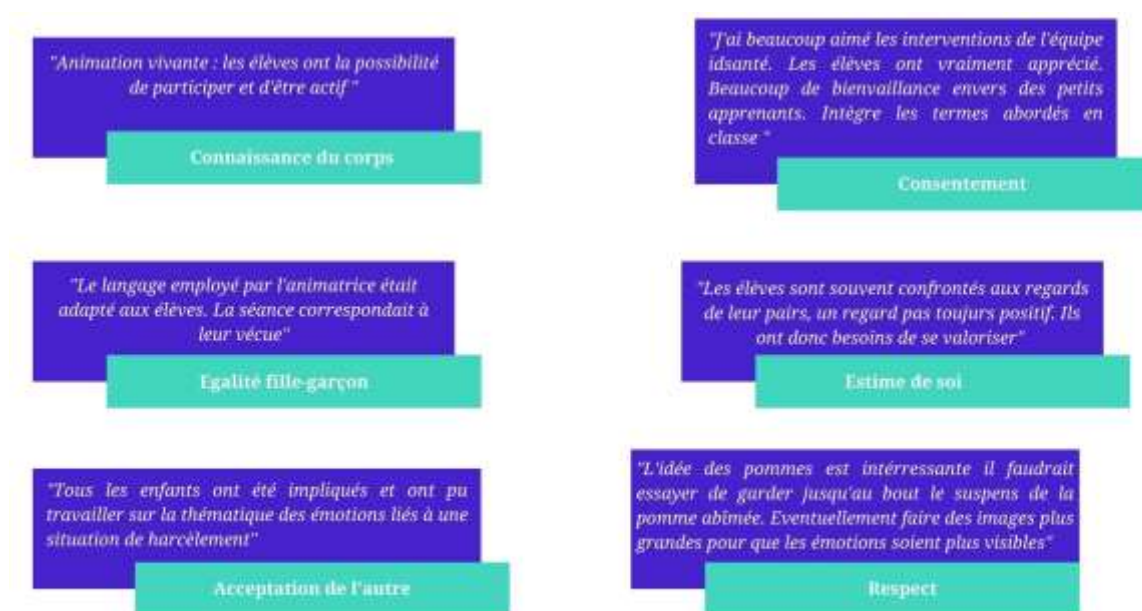 "Animation vivante : les élèves ont la possibilité
de participer et d'être actif "
Connaissance du corps
"J'ai beaucoup aimé les interventions de l'équipe
idsanté. Les élèves ont vraiment apprécié.
Beaucoup de bienvaillance envers des petits
apprenants. Intègre les termes abordés en
classe "
Consentement
"Le langage employé par l'animatrice était
adapté aux élèves. La séance correspondait à
leur vécue"
Egalité fille-garçon
"Les élèves sont souvent confrontés aux regards
de leur pairs, un regard pas toujurs positif. Ils
ont donc besoins de se valoriser"
Estime de soi
"Tous les enfants ont été impliqués et ont pu
travailler sur la thématique des émotions liés à une
situation de harcèlement"
Acceptation de l'autre
"L'idée des pommes est intérressante il faudrait
essayer de garder jusqu'au bout le suspens de la
pomme abîmée. Eventuellement faire des images plus
grandes pour que les émotions soient plus visibles"
Respect